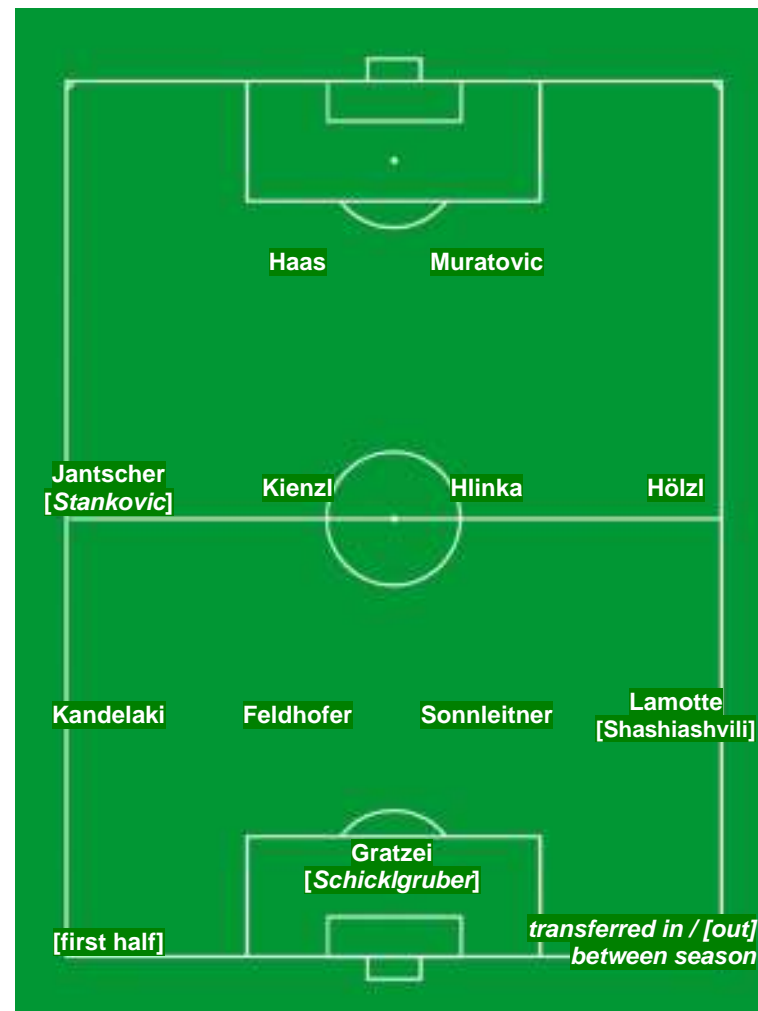 Haas Muratovic
Jantscher
[Stankovic]
Kienzl Hlinka Hölzl
Kandelaki Feldhofer Sonnleitner
Lamotte
[Shashiashvili]
Gratzei
[Schicklgruber]
[first half]
transferred in / [out]
between season